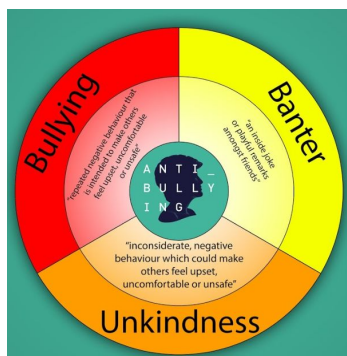 Bullying
"repeated negative behaviour that
is intended to make others
feel upset, uncomfortable
or unsafe"
Banter
"an inside joke
or playful remarks
amongst friends"
ANTI_
BULLY
ING
"inconsiderate, negative
behaviour which could make
others feel upset,
uncomfortable or unsafe"
Unkindness